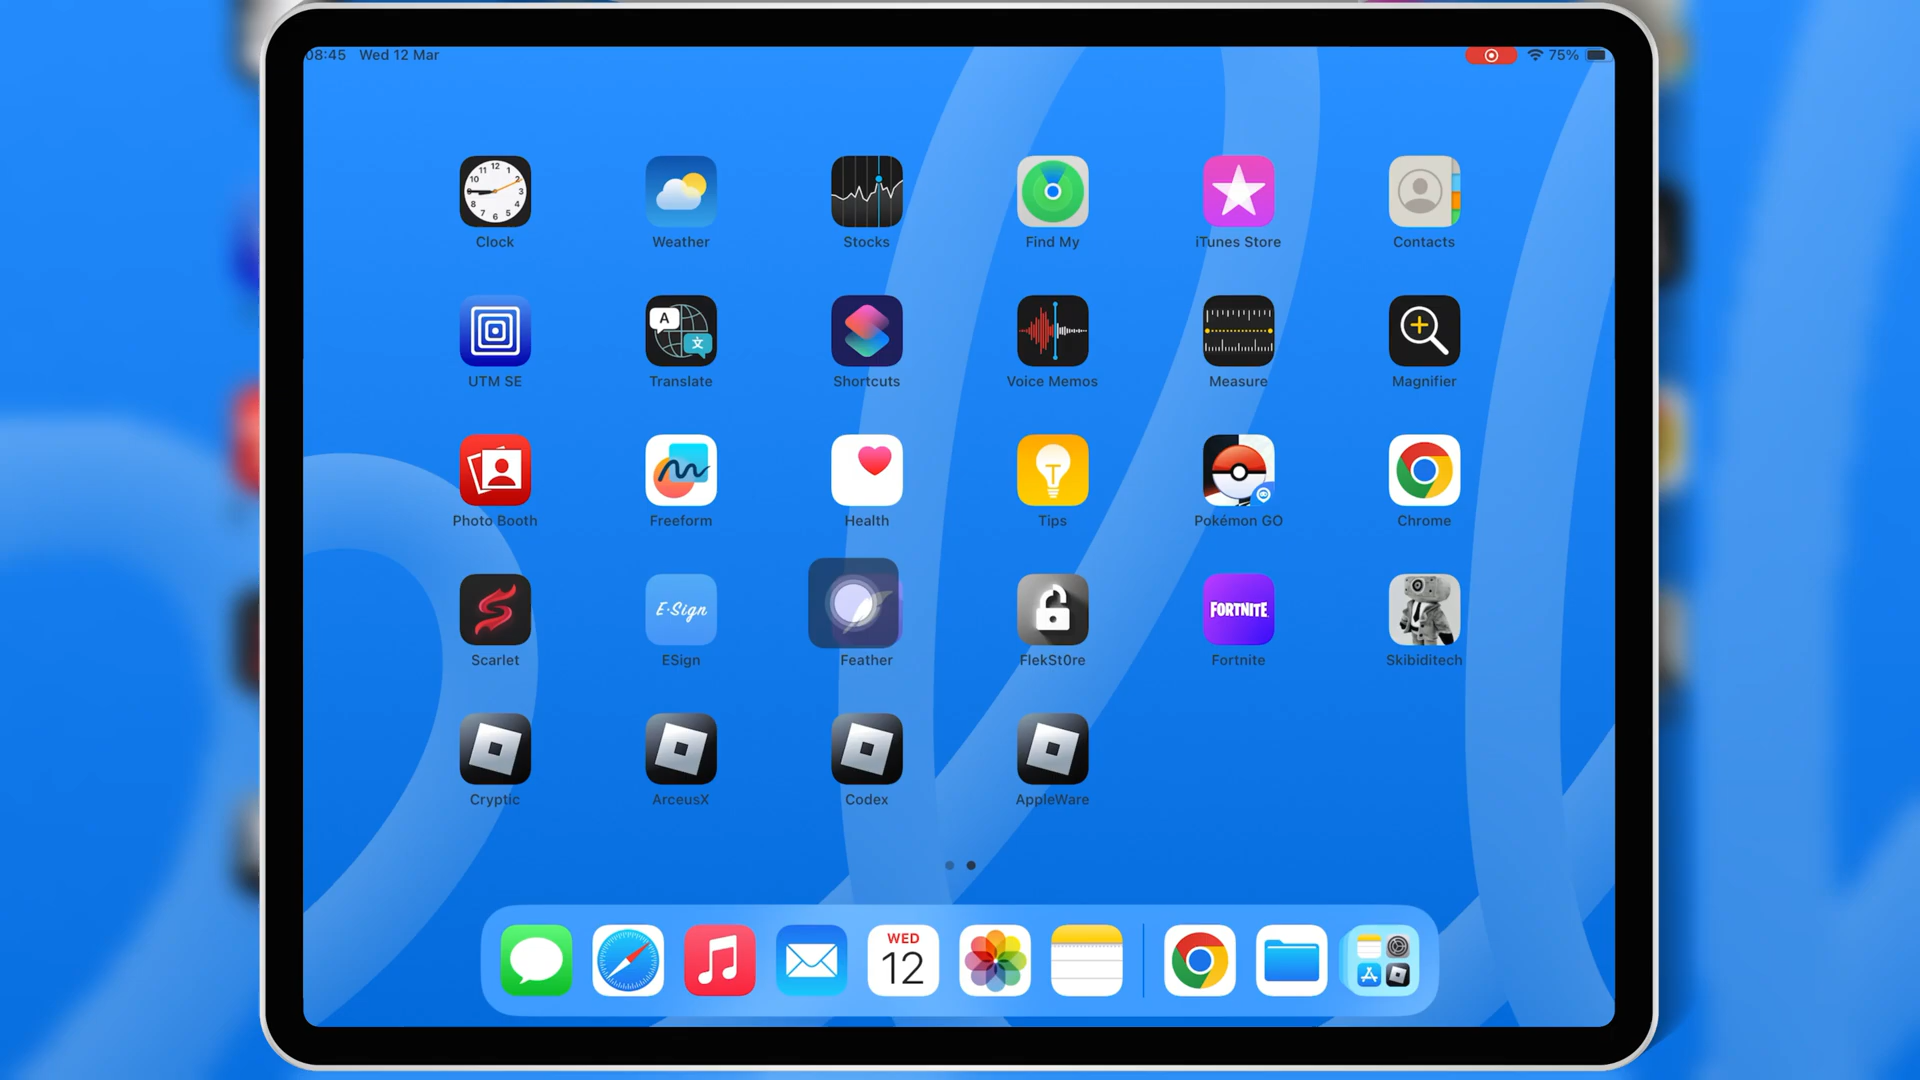 08:45 Wed 12 Mar 75%
Clock Weather Stocks Find My iTunes Store Contacts
A 文
UTM SE Translate Shortcuts Voice Memos Measure Magnifier
Photo Booth Freeform Health Tips Pokémon GO Chrome
E·Sign FORTNITE
Scarlet ESign Feather FlekSt0re Fortnite Skibiditech
Cryptic ArceusX Codex AppleWare
WED
12